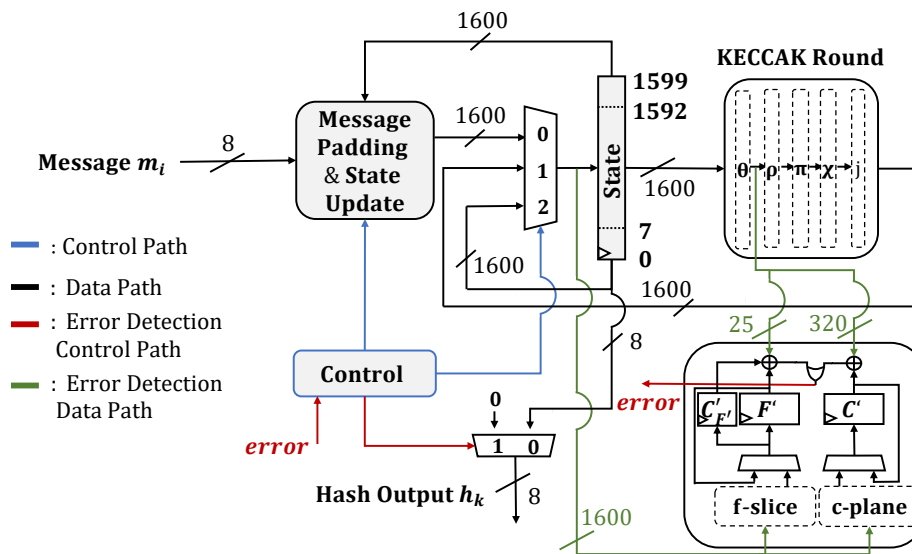 1600
KECCAK Round
1599
1592
Message
Padding
& State
Update
1600
0
1
2
8
Message m_i
State
1600
θ ρ π χ j
7
0
1600
1600
: Control Path
: Data Path
: Error Detection
Control Path
: Error Detection
Data Path
25
320
8
Control
error
error
0
1 0
C'_F'
F'
C'
Hash Output h_k
8
1600
f-slice
c-plane